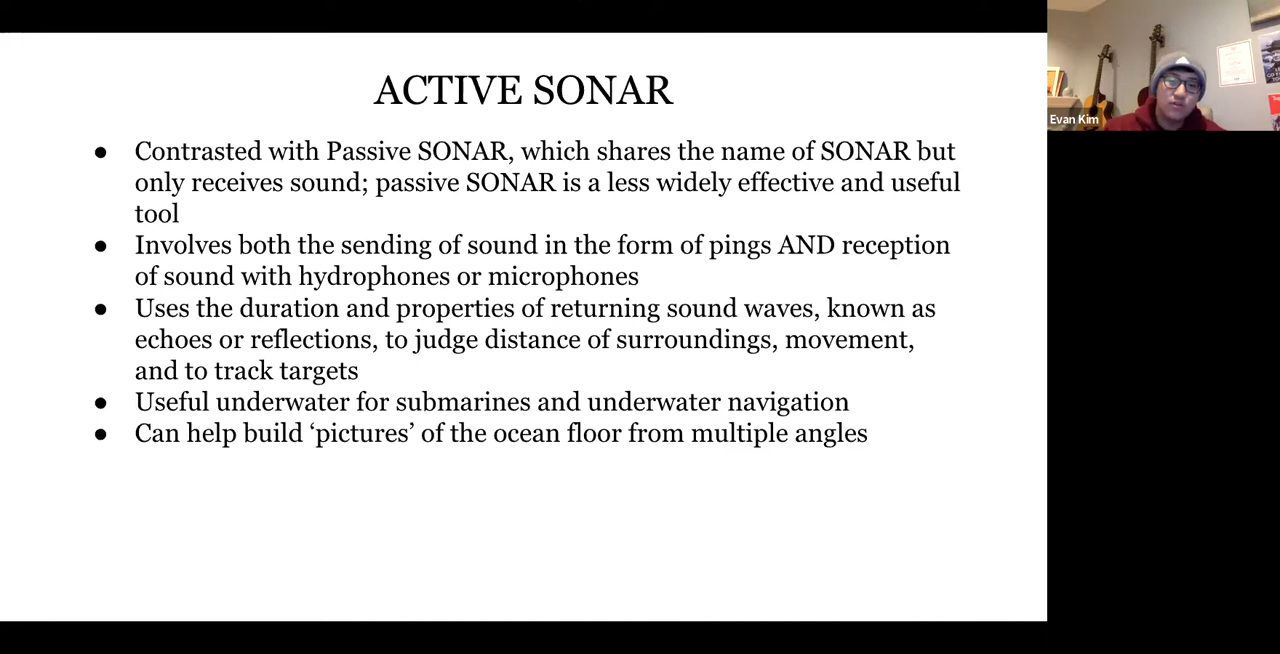 ACTIVE SONAR
● Contrasted with Passive SONAR, which shares the name of SONAR but
only receives sound; passive SONAR is a less widely effective and useful
tool
● Involves both the sending of sound in the form of pings AND reception
of sound with hydrophones or microphones
● Uses the duration and properties of returning sound waves, known as
echoes or reflections, to judge distance of surroundings, movement,
and to track targets
● Useful underwater for submarines and underwater navigation
● Can help build ‘pictures’ of the ocean floor from multiple angles
Evan Kim